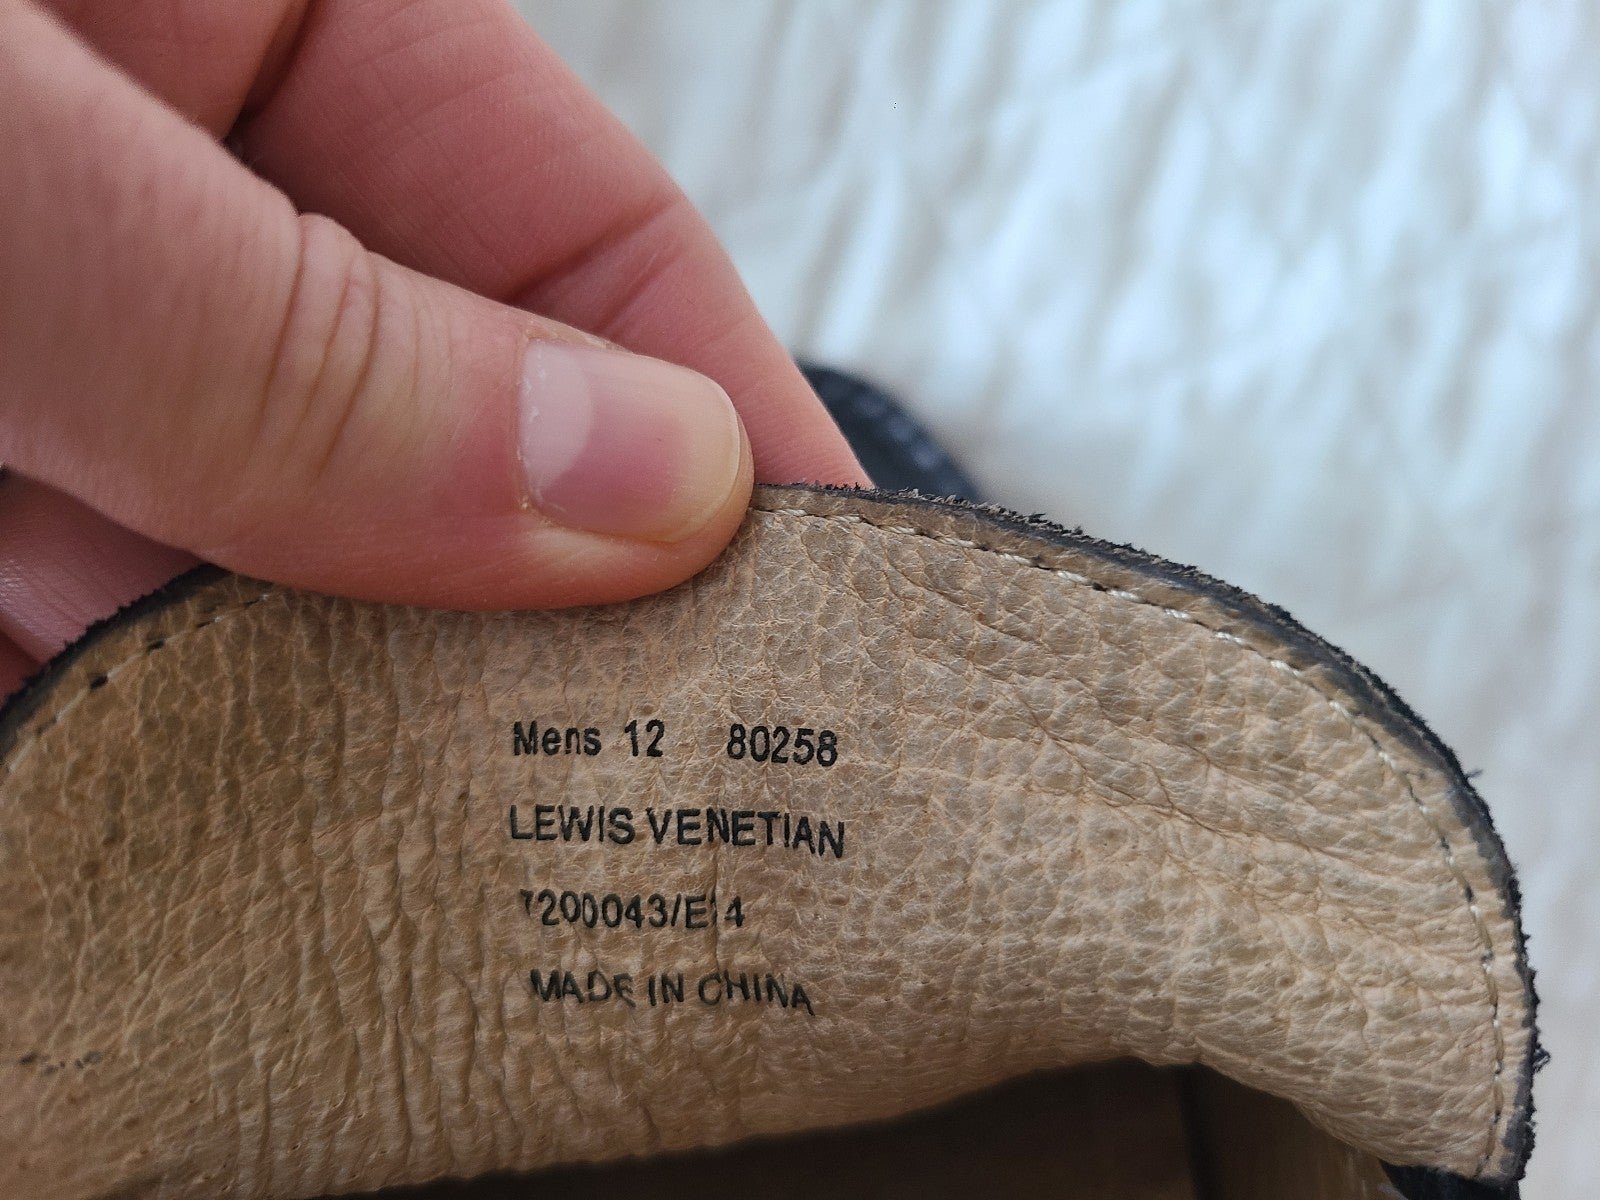 Mens 12 80258
LEWIS VENETIAN
MADE IN CHINA